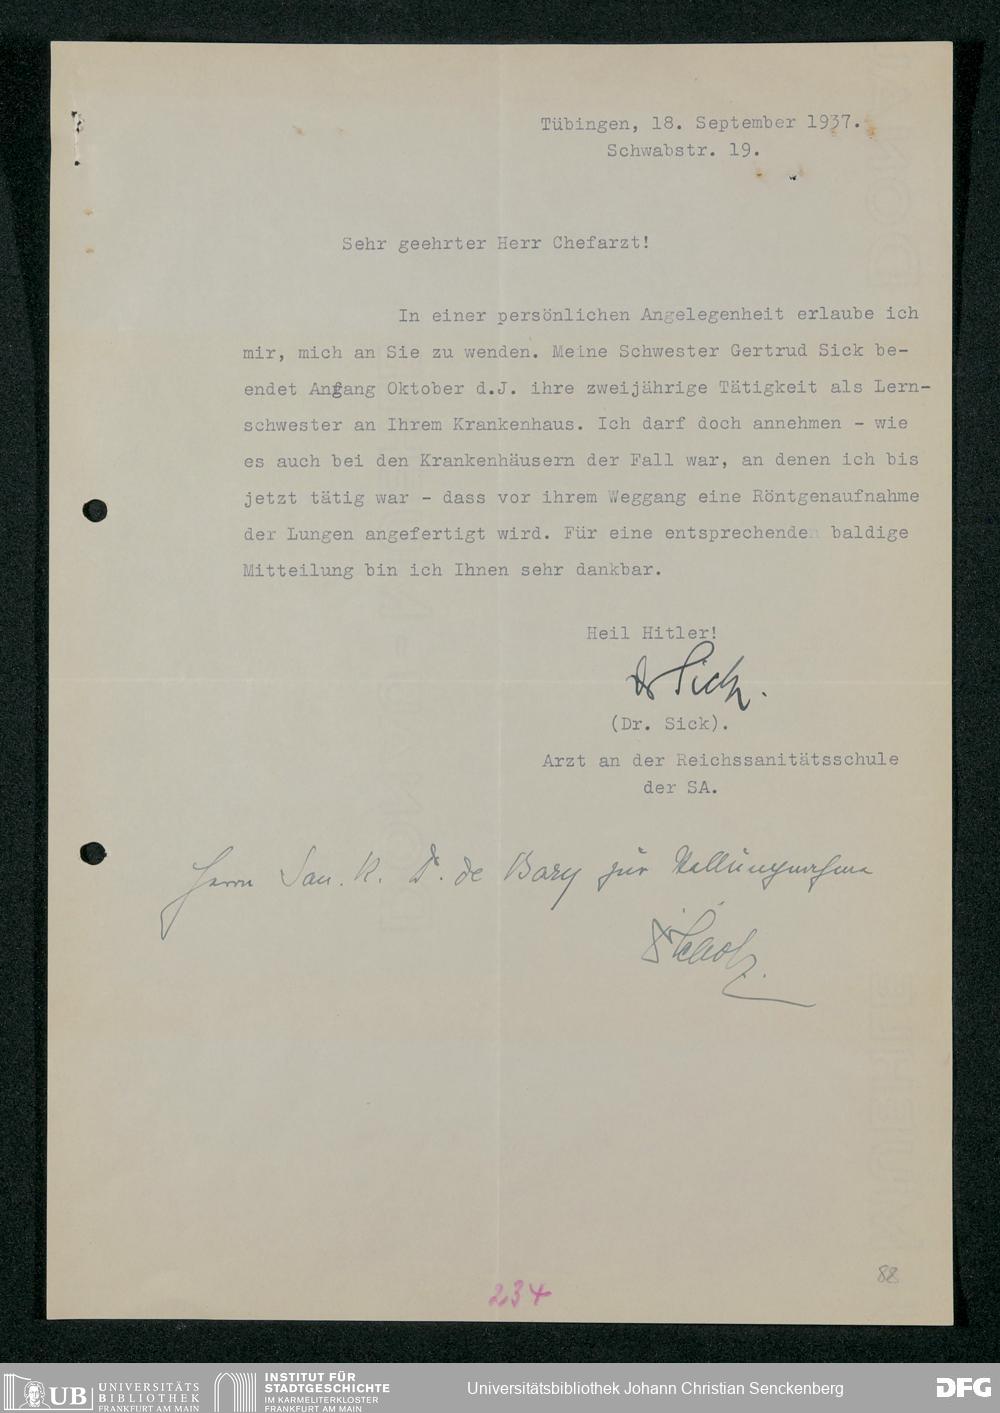 Tübingen, 18. September 1937.
Schwabstr. 19.
Sehr geehrter Herr Chefarzt!
In einer persönlichen Angelegenheit erlaube ich
mir, mich an Sie zu wenden. Meine Schwester Gertrud Sick be-
endet Anfang Oktober d.J. ihre zweijährige Tätigkeit als Lern-
schwester an Ihrem Krankenhaus. Ich darf doch annehmen - wie
es auch bei den Krankenhäusern der Fall war, an denen ich bis
jetzt tätig war - dass vor ihrem Weggang eine Röntgenaufnahme
der Lungen angefertigt wird. Für eine entsprechende baldige
Mitteilung bin ich Ihnen sehr dankbar.
Heil Hitler!
Dr Sick.
(Dr. Sick).
Arzt an der Reichssanitätsschule
der SA.
Herrn San. R. Dr. de Bary zur Stellungnahme
234
88
UB UNIVERSITÄTS
BIBLIOTHEK
FRANKFURT AM MAIN
INSTITUT FÜR
STADTGESCHICHTE
IM KARMELITERKLOSTER
FRANKFURT AM MAIN
Universitätsbibliothek Johann Christian Senckenberg
DFG